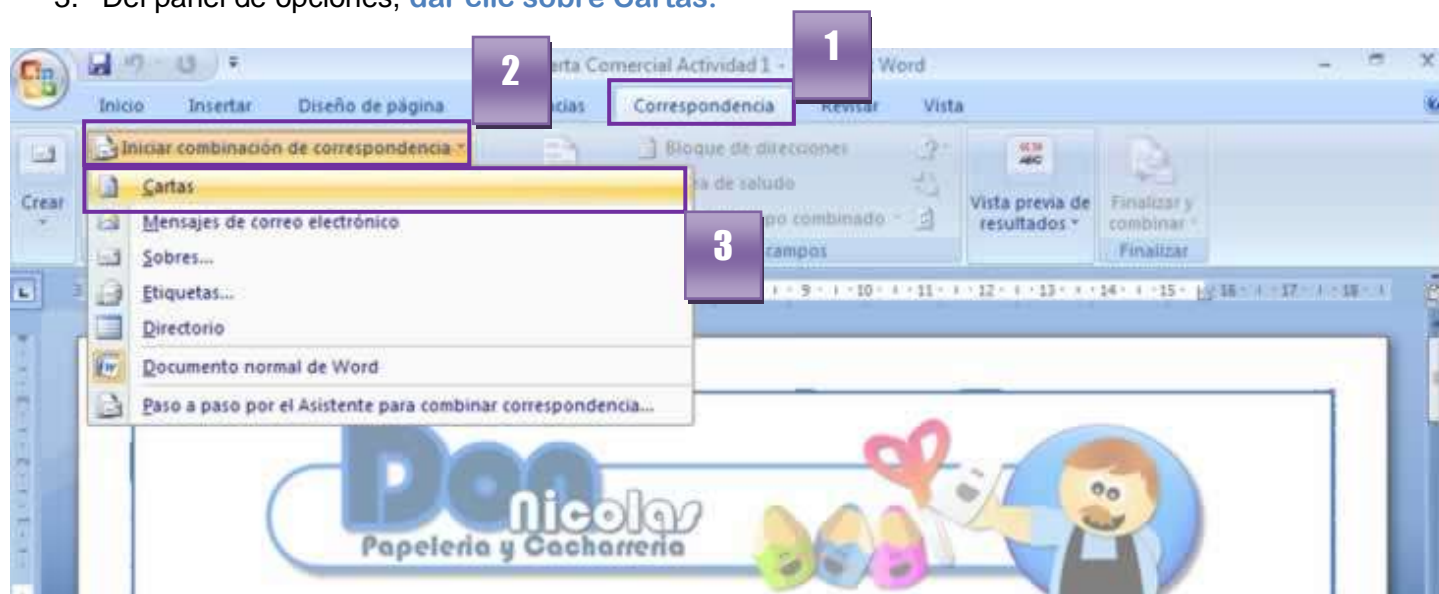 3. Del panel de opciones, dar clic sobre Cartas.
2
1
erta Comercial Actividad 1 - Word
Inicio Insertar Diseño de página cias Correspondencia Revisar Vista
Iniciar combinación de correspondencia
Bloque de direcciones
Crear
Cartas
a de saludo
Vista previa de resultados
Finalizar y combinar
Mensajes de correo electrónico
po combinado
3
Sobres...
campos
Finalizar
Etiquetas...
9 10 11 12 13 14 15 16 17 18
Directorio
Documento normal de Word
Paso a paso por el Asistente para combinar correspondencia...
Don
Nicolas
Papeleria y Cacharreria